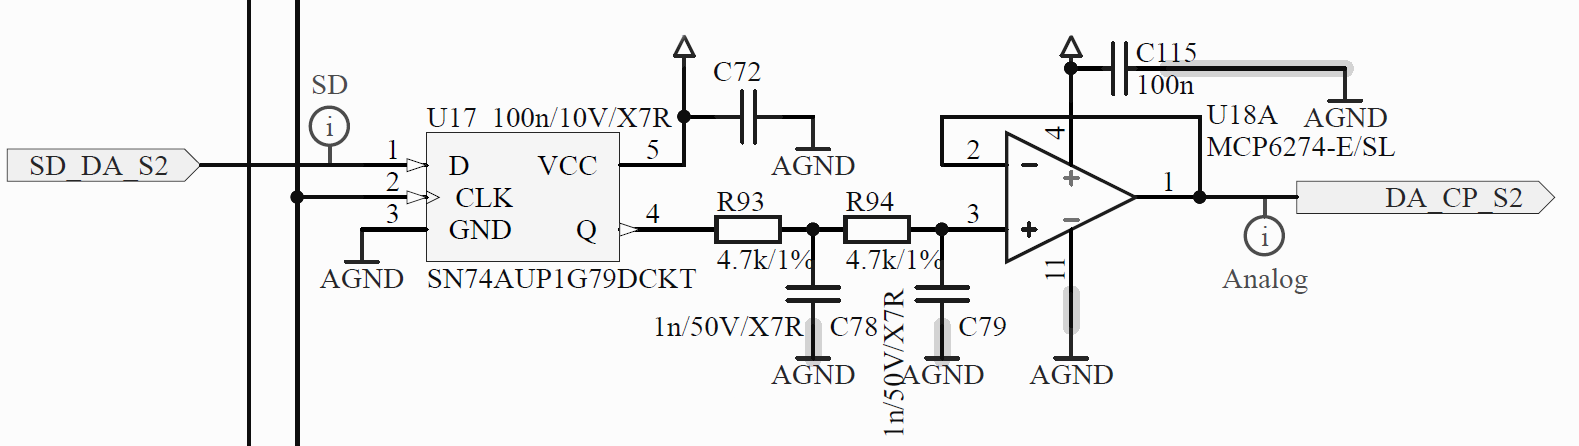 SD
SD_DA_S2
U17 100n/10V/X7R
1
2
3
D
CLK
GND
VCC
Q
5
4
AGND
SN74AUP1G79DCKT
C72
AGND
R93
4.7k/1%
R94
4.7k/1%
1n/50V/X7R
C78
AGND
1n/50V/X7R
C79
AGND
C115
100n
AGND
U18A
MCP6274-E/SL
2
3
4
11
1
AGND
DA_CP_S2
i
i
Analog